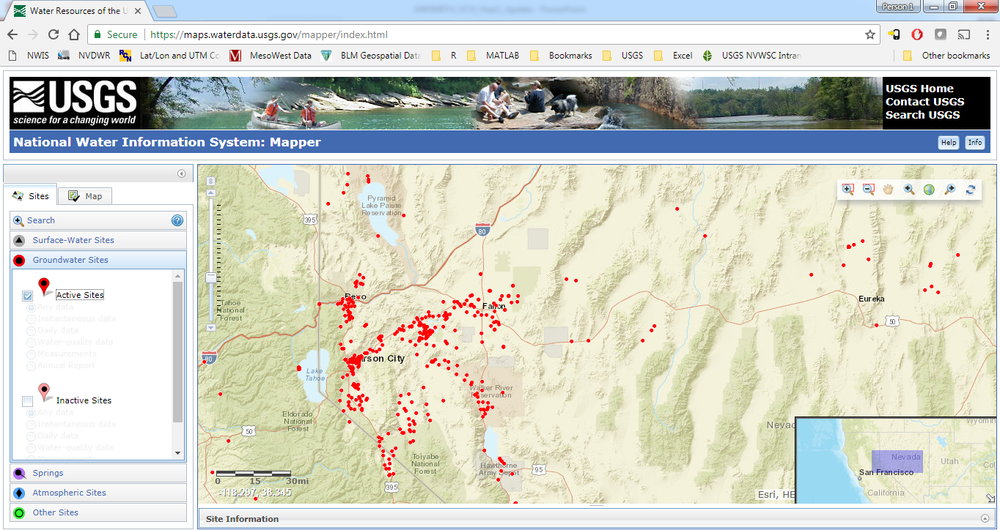 Water Resources of the U
Person 1
Secure
https://maps.waterdata.usgs.gov/mapper/index.html
NWIS
NVDWR
Lat/Lon and UTM Co
MesoWest Data
BLM Geospatial Data
R
MATLAB
Bookmarks
USGS
Excel
USGS NVWSC Intran
Other bookmarks
USGS
science for a changing world
USGS Home
Contact USGS
Search USGS
National Water Information System: Mapper
Help
Info
Sites
Map
Search
Surface-Water Sites
Groundwater Sites
Active Sites
Any data
Instantaneous data
Daily data
Water-quality data
Measurements
Annual Report
Inactive Sites
Any data
Instantaneous data
Daily data
Water-quality data
Measurements
Springs
Atmospheric Sites
Other Sites
8
Pyramid
Lake Paiute
Reservation
395
80
Reno
Tahoe
National
Forest
Fallon
Eureka
50
80
rson City
Lake
Tahoe
Walker River
Reservation
Eldorado
National
Forest
50
Toiyabe
National
Forest
Hawthorne
Army Depot
95
395
Nevad
0
15
30mi
-118.297, 38.345
Esri, HE
Wyomin
Nevada
Utah
Col
San Francisco
California
Site Information